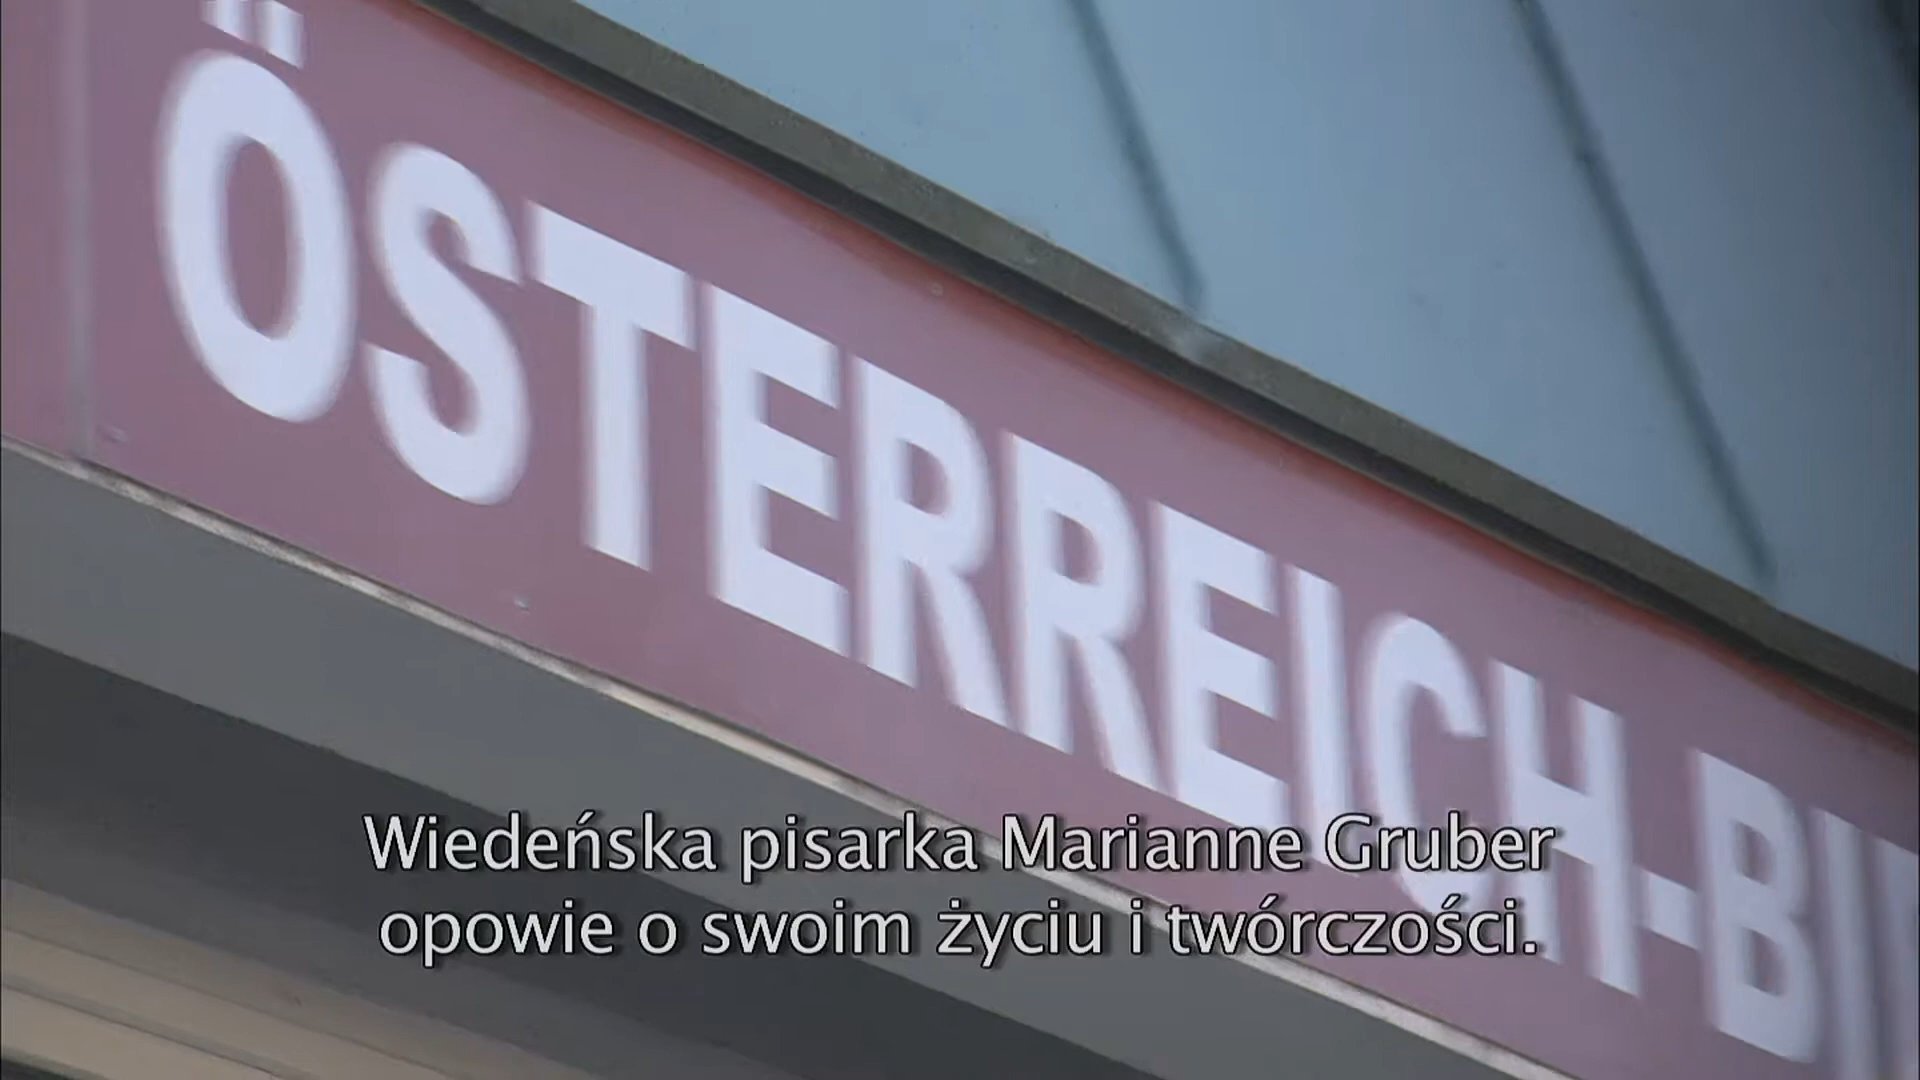 ÖSTERREICH-BI
Wiedeńska pisarka Marianne Gruber
opowie o swoim życiu i twórczości.